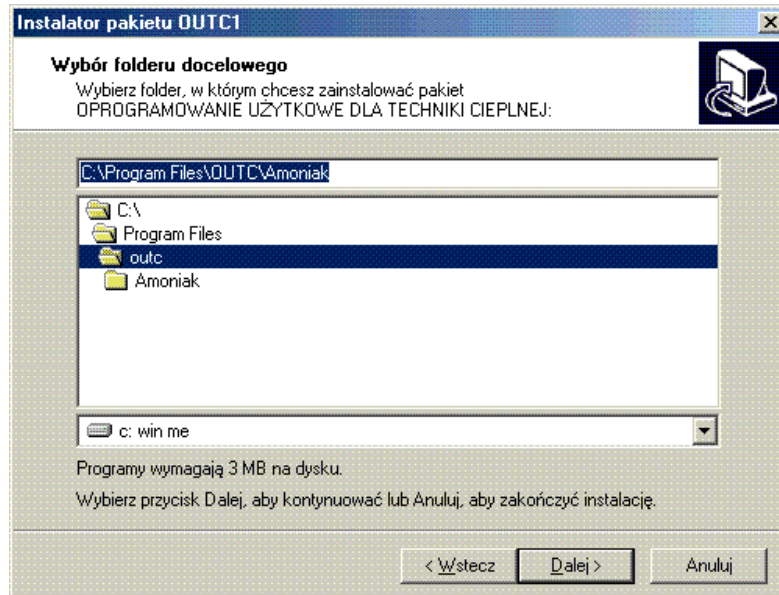 Instalator pakietu OUTC1
Wybór folderu docelowego
Wybierz folder, w którym chcesz zainstalować pakiet
OPROGRAMOWANIE UŻYTKOWE DLA TECHNIKI CIEPLNEJ:
C:\Program Files\OUTC\Amoniak
C:\
Program Files
outc
Amoniak
c: win me
Programy wymagają 3 MB na dysku.
Wybierz przycisk Dalej, aby kontynuować lub Anuluj, aby zakończyć instalację.
< Wstecz
Dalej >
Anuluj